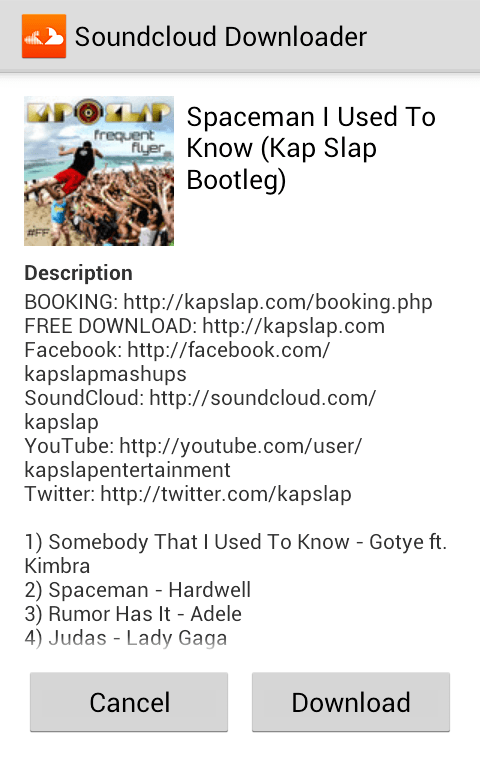 Soundcloud Downloader
KAP SLAP
frequent
flyer
#FF
Spaceman I Used To
Know (Kap Slap
Bootleg)
Description
BOOKING: http://kapslap.com/booking.php
FREE DOWNLOAD: http://kapslap.com
Facebook: http://facebook.com/
kapslapmashups
SoundCloud: http://soundcloud.com/
kapslap
YouTube: http://youtube.com/user/
kapslapentertainment
Twitter: http://twitter.com/kapslap
1) Somebody That I Used To Know - Gotye ft.
Kimbra
2) Spaceman - Hardwell
3) Rumor Has It - Adele
4) Judas - Lady Gaga
Cancel
Download